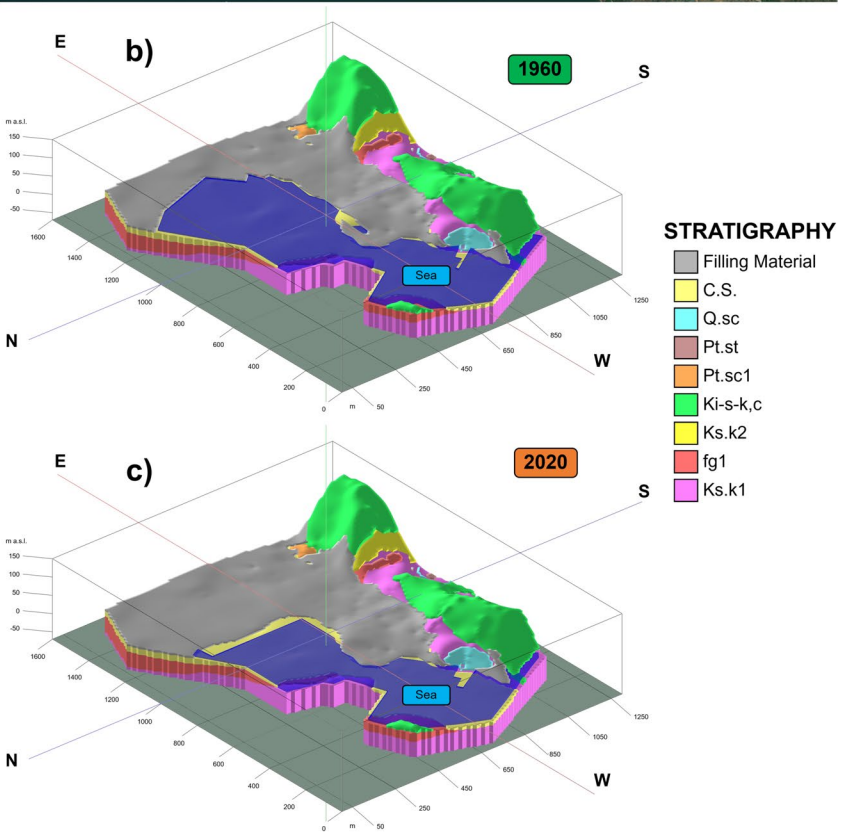 b)
1960
E
S
m a.s.l.
150
100
50
0
-50
1600
1400
1200
1000
800
600
400
200
0
m
50
250
450
650
850
1050
1250
N
W
Sea
STRATIGRAPHY
Filling Material
C.S.
Q.sc
Pt.st
Pt.sc1
Ki-s-k,c
Ks.k2
fg1
Ks.k1
c)
2020
E
S
m a.s.l.
150
100
50
0
-50
1600
1400
1200
1000
800
600
400
200
0
m
50
250
450
650
850
1050
1250
N
W
Sea